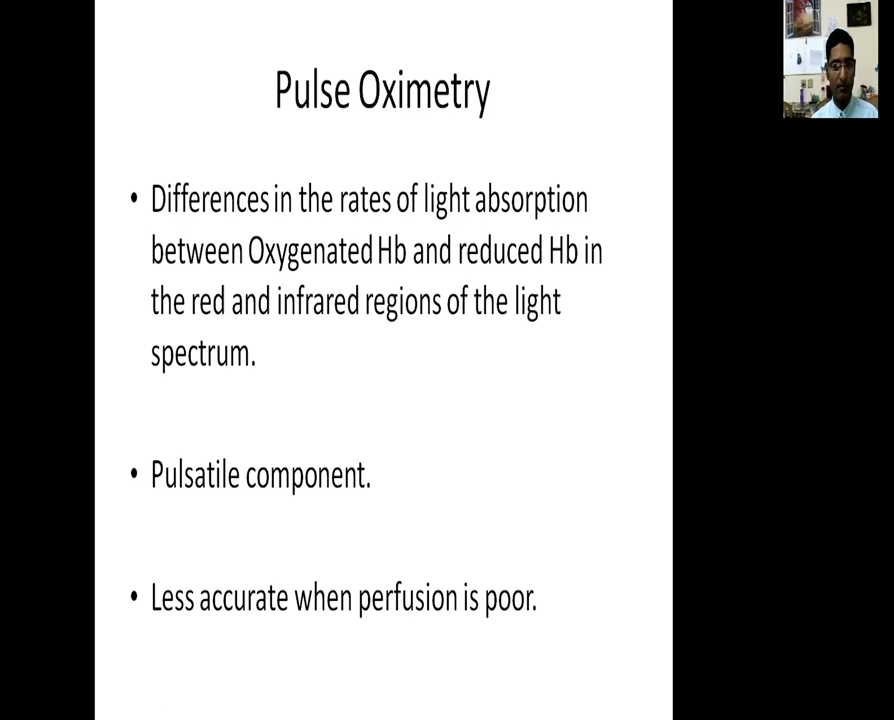 Pulse Oximetry
• Differences in the rates of light absorption
between Oxygenated Hb and reduced Hb in
the red and infrared regions of the light
spectrum.
• Pulsatile component.
• Less accurate when perfusion is poor.